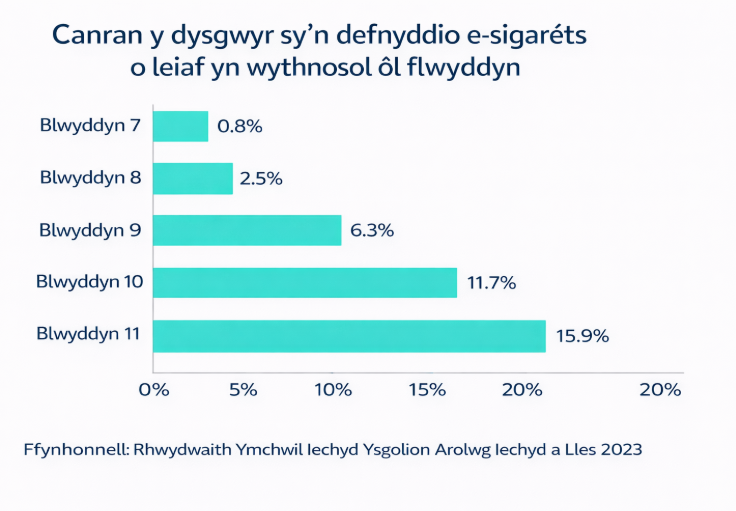 Canran y dysgwyr sy'n defnyddio e-sigaréts
o leiaf yn wythnosol ôl flwyddyn
Blwyddyn 7 0.8%
Blwyddyn 8 2.5%
Blwyddyn 9 6.3%
Blwyddyn 10 11.7%
Blwyddyn 11 15.9%
0% 5% 10% 15% 20% 20%
Ffynhonnell: Rhwydwaith Ymchwil Iechyd Ysgolion Arolwg Iechyd a Lles 2023